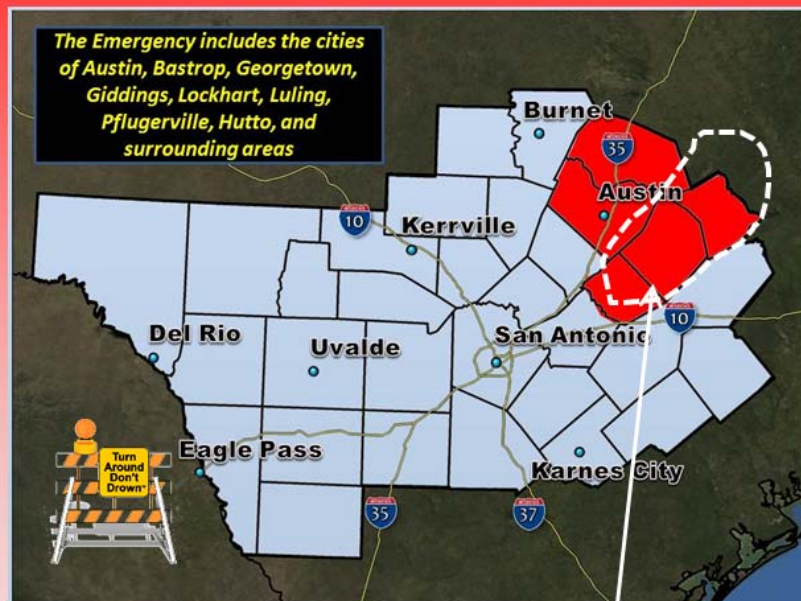 The Emergency includes the cities
of Austin, Bastrop, Georgetown,
Giddings, Lockhart, Luling,
Pflugerville, Hutto, and
surrounding areas
Burnet
35
Austin
10
Kerrville
10
Del Rio
Uvalde
San Antonio
Turn
Around
Don't
Drown
Eagle Pass
Karnes City
35
37